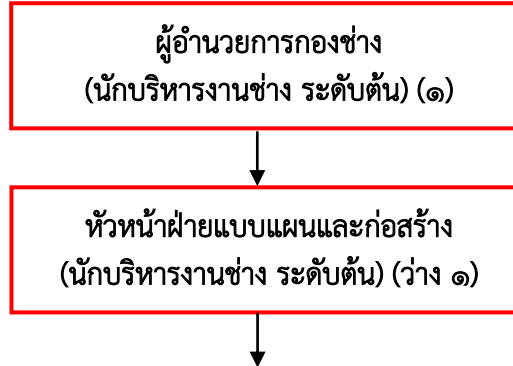 ผู้อำนวยการกองช่าง
(นักบริหารงานช่าง ระดับต้น) (๑)
หัวหน้าฝ่ายแบบแผนและก่อสร้าง
(นักบริหารงานช่าง ระดับต้น) (ว่าง ๑)